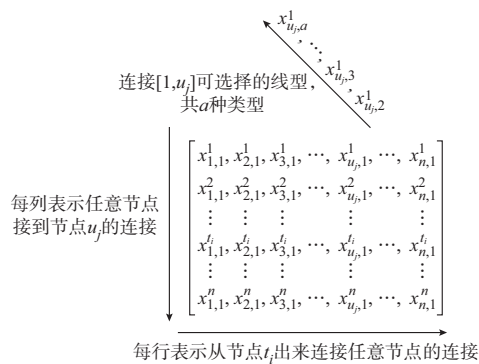 x^1_{u_j,a}
, ⋯,
x^1_{u_j,3}
, x^1_{u_j,2}
连接[1,u_j]可选择的线型，
共a种类型
x^1_{1,1}, x^1_{2,1}, x^1_{3,1}, ⋯, x^1_{u_j,1}, ⋯, x^1_{n,1}
x^2_{1,1}, x^2_{2,1}, x^2_{3,1}, ⋯, x^2_{u_j,1}, ⋯, x^2_{n,1}
⋮ ⋮ ⋮ ⋮ ⋮
x^{t_i}_{1,1}, x^{t_i}_{2,1}, x^{t_i}_{3,1}, ⋯, x^{t_i}_{u_j,1}, ⋯, x^{t_i}_{n,1}
⋮ ⋮ ⋮ ⋮ ⋮
x^n_{1,1}, x^n_{2,1}, x^n_{3,1}, ⋯, x^n_{u_j,1}, ⋯, x^n_{n,1}
每列表示任意节点
接到节点u_j的连接
每行表示从节点t_i出来连接任意节点的连接